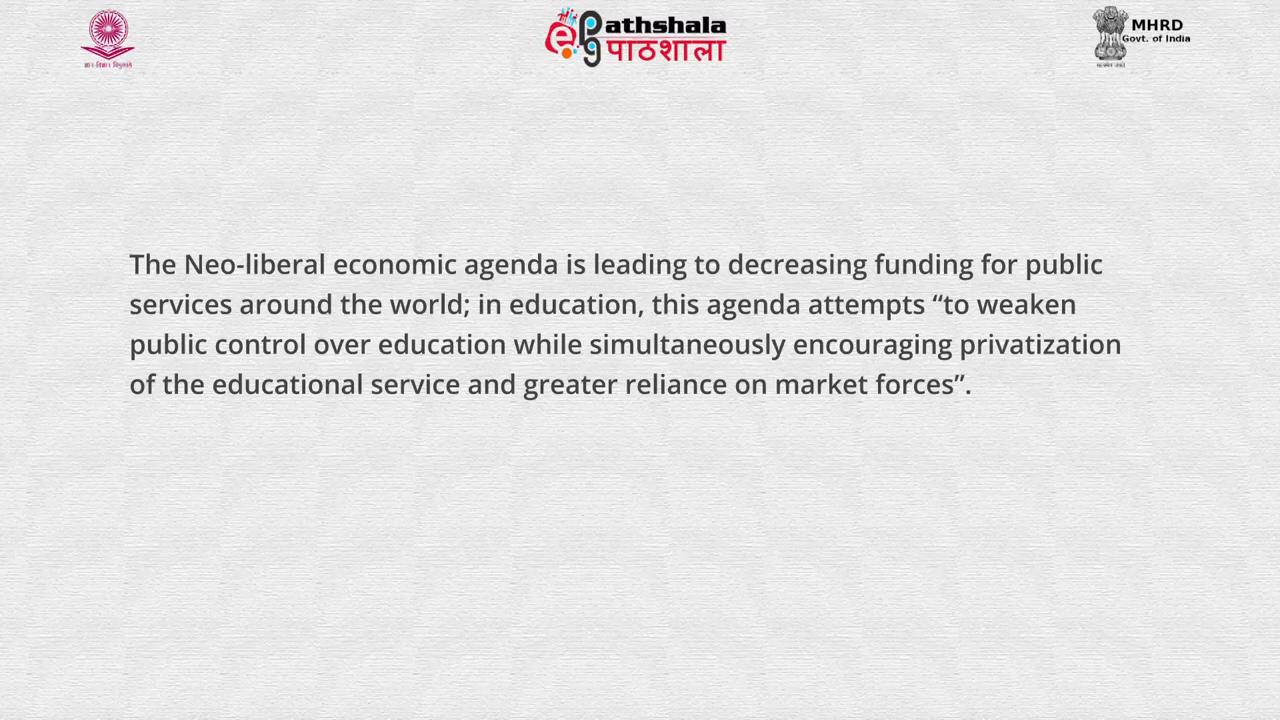 Pathshala
पाठशाला
MHRD
Govt. of India
The Neo-liberal economic agenda is leading to decreasing funding for public
services around the world; in education, this agenda attempts “to weaken
public control over education while simultaneously encouraging privatization
of the educational service and greater reliance on market forces”.